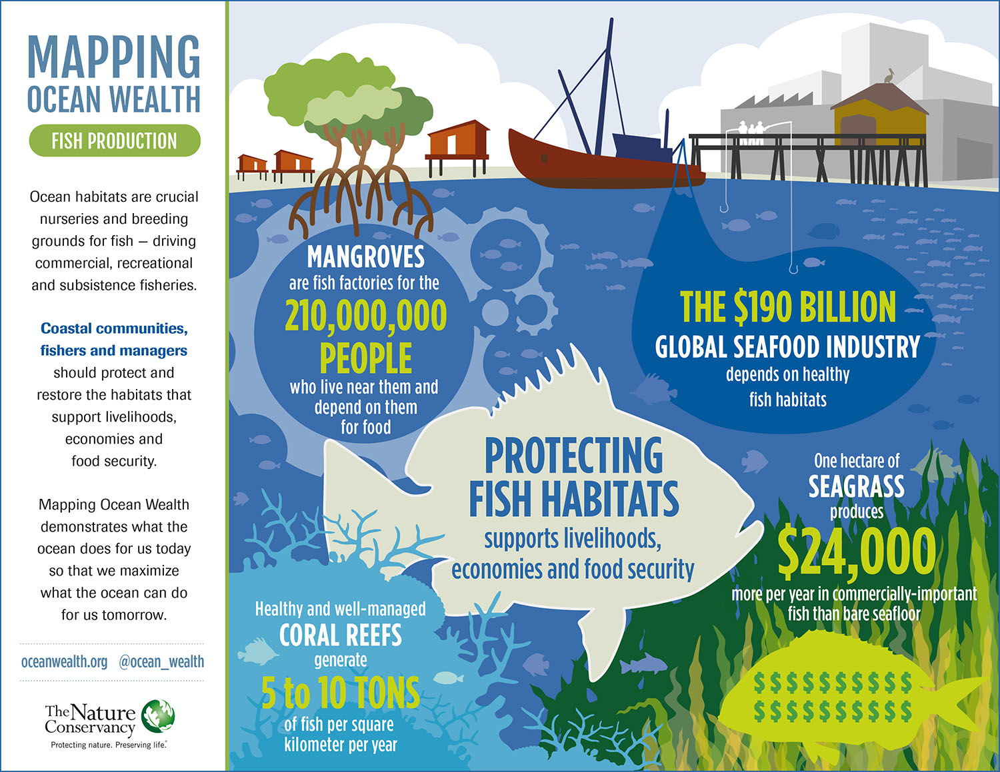 MAPPING
OCEAN WEALTH
FISH PRODUCTION
Ocean habitats are crucial
nurseries and breeding
grounds for fish – driving
commercial, recreational
and subsistence fisheries.
Coastal communities,
fishers and managers
should protect and
restore the habitats that
support livelihoods,
economies and
food security.
Mapping Ocean Wealth
demonstrates what the
ocean does for us today
so that we maximize
what the ocean can do
for us tomorrow.
oceanwealth.org @ocean_wealth
The Nature
Conservancy
Protecting nature. Preserving life.®
MANGROVES
are fish factories for the
210,000,000
PEOPLE
who live near them and
depend on them
for food
THE $190 BILLION
GLOBAL SEAFOOD INDUSTRY
depends on healthy
fish habitats
PROTECTING
FISH HABITATS
supports livelihoods,
economies and food security
One hectare of
SEAGRASS
produces
$24,000
more per year in commercially-important
fish than bare seafloor
Healthy and well-managed
CORAL REEFS
generate
5 to 10 TONS
of fish per square
kilometer per year
$ $ $ $ $ $ $ $ $ $
$ $ $ $ $ $ $ $ $ $